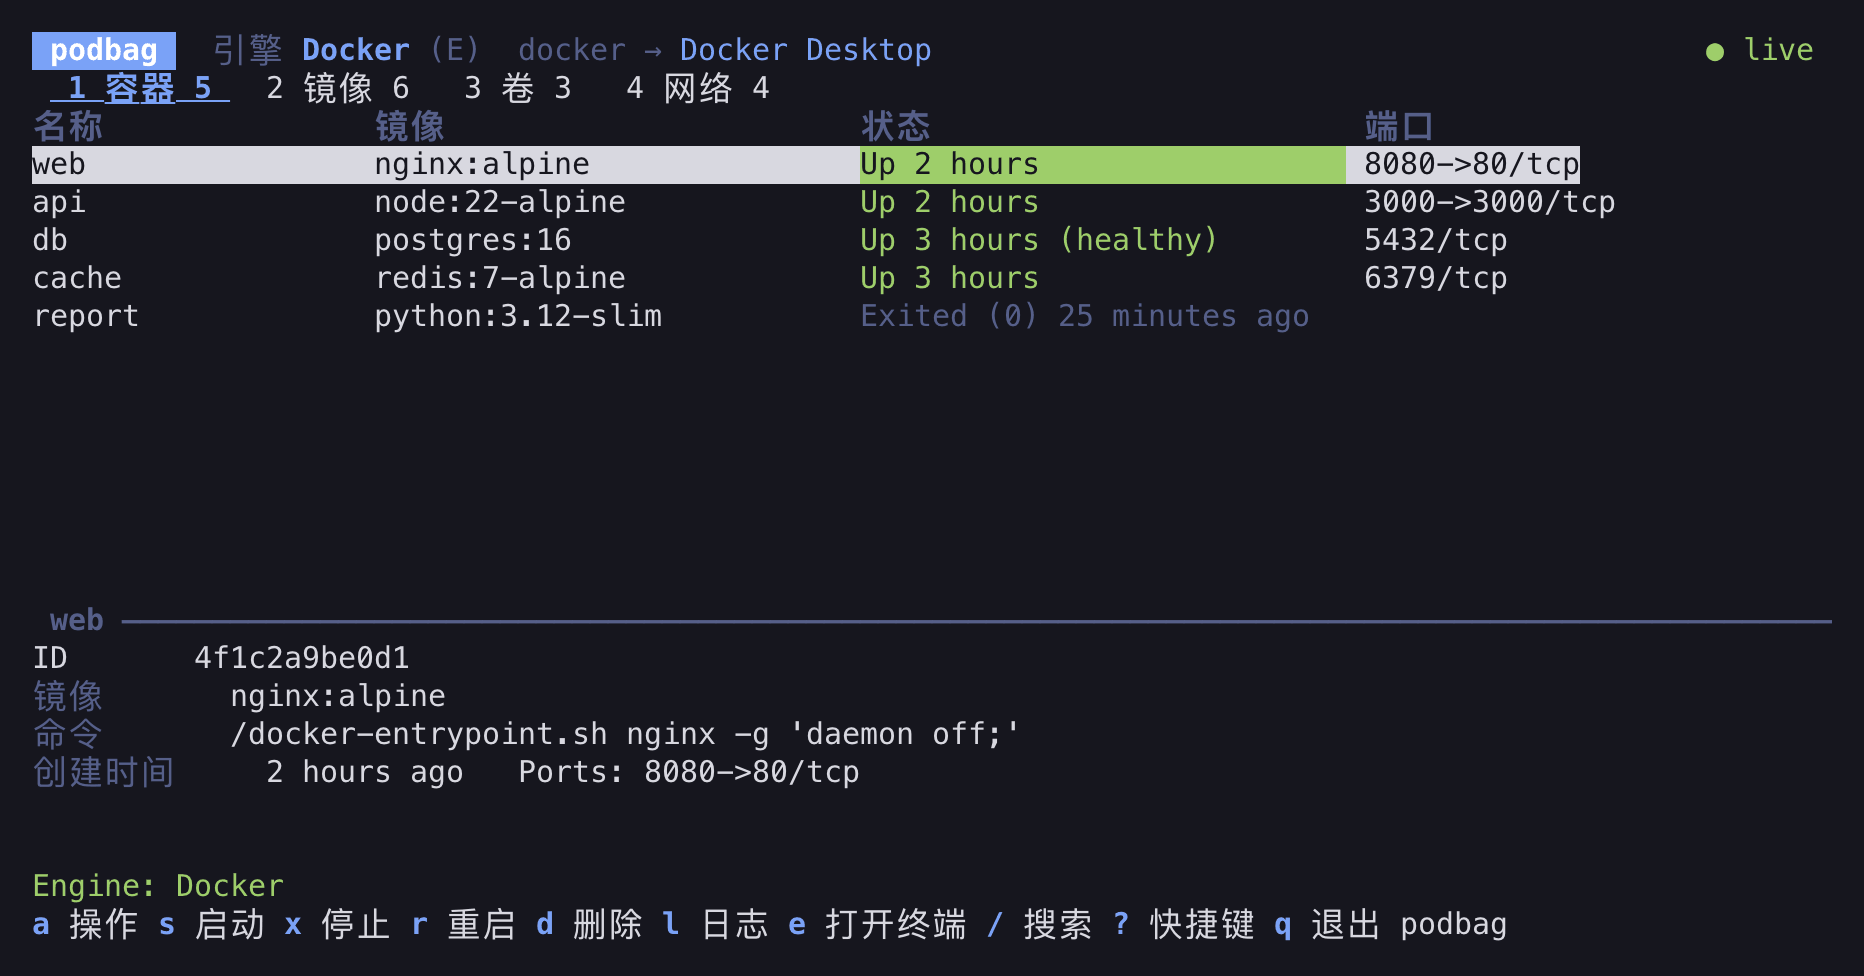 podbag 引擎 Docker (E) docker → Docker Desktop ● live
1 容器 5 2 镜像 6 3 卷 3 4 网络 4
名称 镜像 状态 端口
web nginx:alpine Up 2 hours 8080->80/tcp
api node:22-alpine Up 2 hours 3000->3000/tcp
db postgres:16 Up 3 hours (healthy) 5432/tcp
cache redis:7-alpine Up 3 hours 6379/tcp
report python:3.12-slim Exited (0) 25 minutes ago
web
ID 4f1c2a9be0d1
镜像 nginx:alpine
命令 /docker-entrypoint.sh nginx -g 'daemon off;'
创建时间 2 hours ago Ports: 8080->80/tcp
Engine: Docker
a 操作 s 启动 x 停止 r 重启 d 删除 l 日志 e 打开终端 / 搜索 ? 快捷键 q 退出 podbag